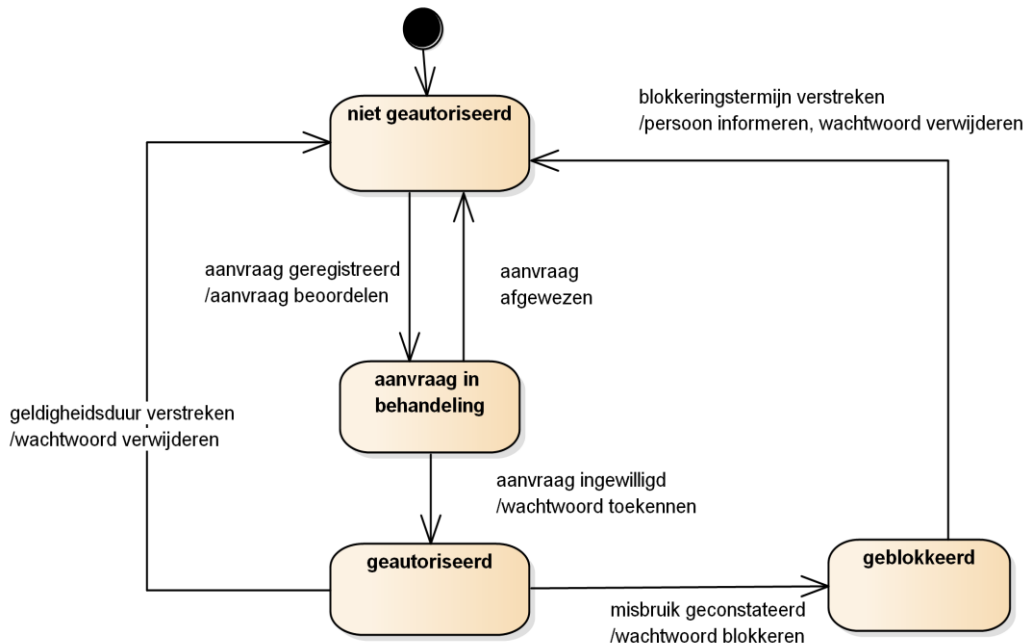 niet geautoriseerd
blokkeringstermijn verstreken
/persoon informeren, wachtwoord verwijderen
aanvraag geregistreerd
/aanvraag beoordelen
aanvraag
afgewezen
aanvraag in
behandeling
geldigheidsduur verstreken
/wachtwoord verwijderen
aanvraag ingewilligd
/wachtwoord toekennen
geautoriseerd
geblokkeerd
misbruik geconstateerd
/wachtwoord blokkeren